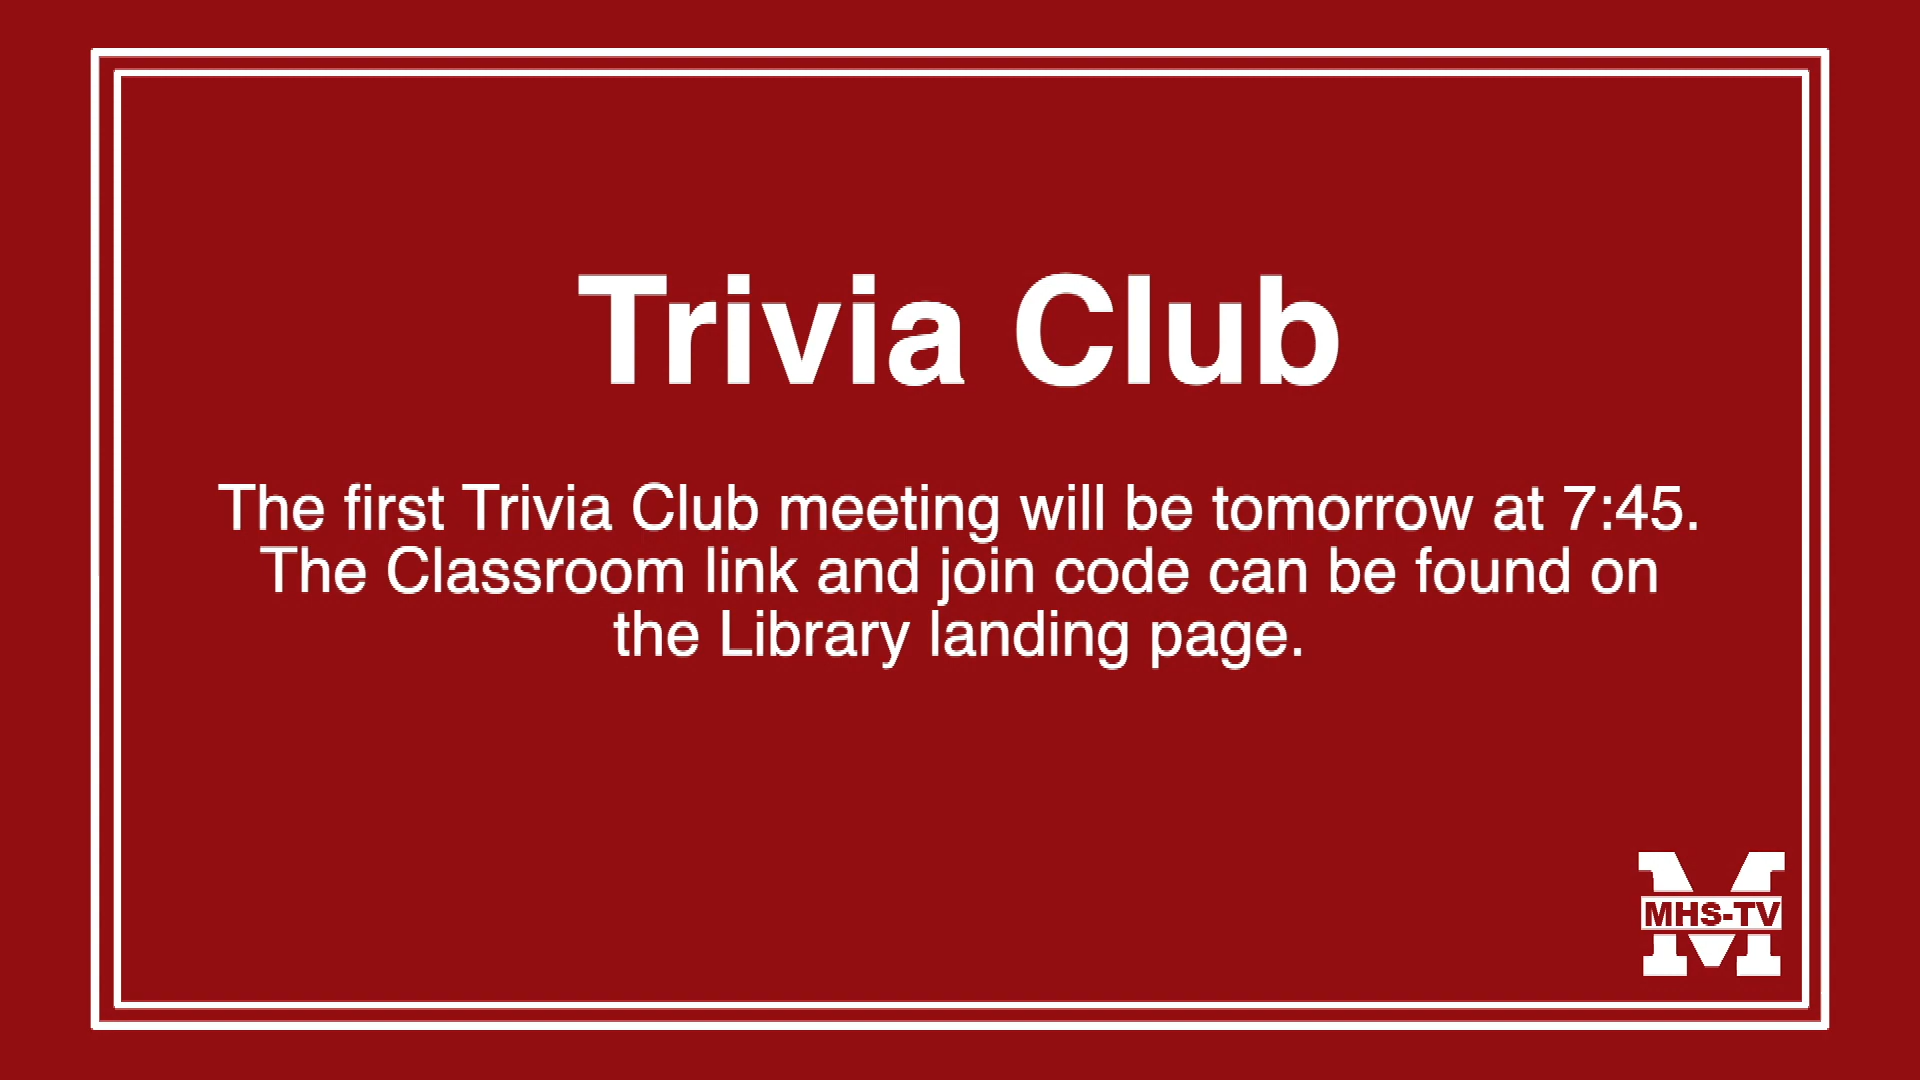 Trivia Club
The first Trivia Club meeting will be tomorrow at 7:45.
The Classroom link and join code can be found on
the Library landing page.
M
MHS-TV